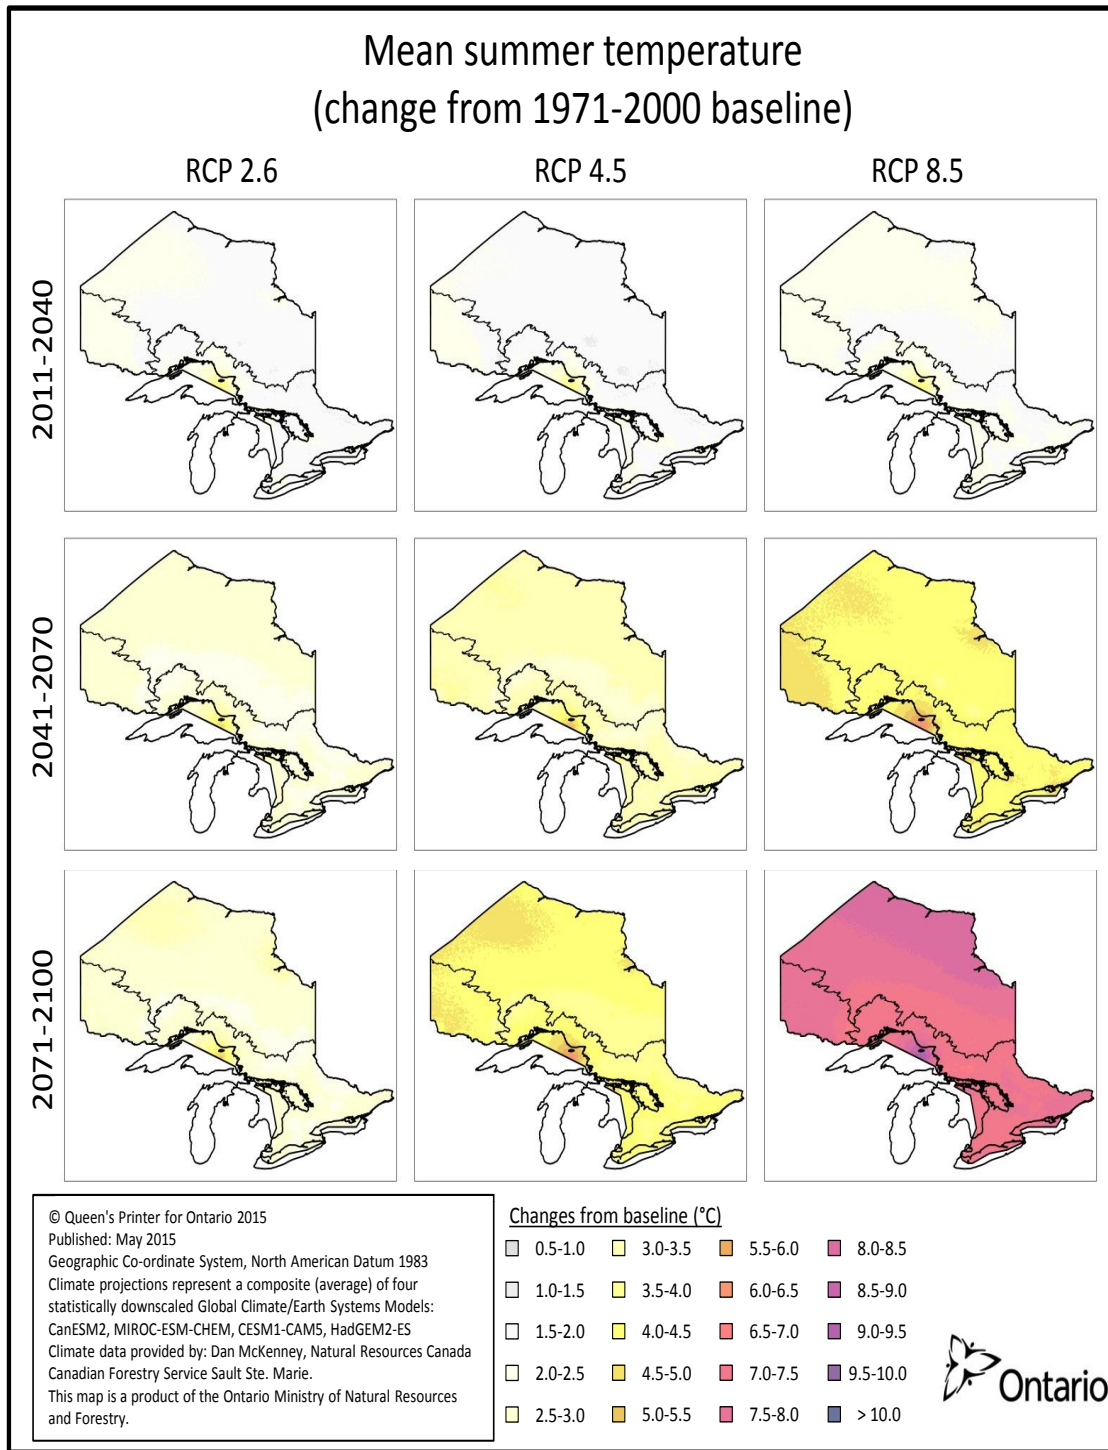 Mean summer temperature
(change from 1971-2000 baseline)
RCP 2.6
RCP 4.5
RCP 8.5
2011-2040
2041-2070
2071-2100
© Queen's Printer for Ontario 2015
Published: May 2015
Geographic Co-ordinate System, North American Datum 1983
Climate projections represent a composite (average) of four
statistically downscaled Global Climate/Earth Systems Models:
CanESM2, MIROC-ESM-CHEM, CESM1-CAM5, HadGEM2-ES
Climate data provided by: Dan McKenney, Natural Resources Canada
Canadian Forestry Service Sault Ste. Marie.
This map is a product of the Ontario Ministry of Natural Resources
and Forestry.
Changes from baseline (°C)
0.5-1.0
1.0-1.5
1.5-2.0
2.0-2.5
2.5-3.0
3.0-3.5
3.5-4.0
4.0-4.5
4.5-5.0
5.0-5.5
5.5-6.0
6.0-6.5
6.5-7.0
7.0-7.5
7.5-8.0
8.0-8.5
8.5-9.0
9.0-9.5
9.5-10.0
> 10.0
Ontario